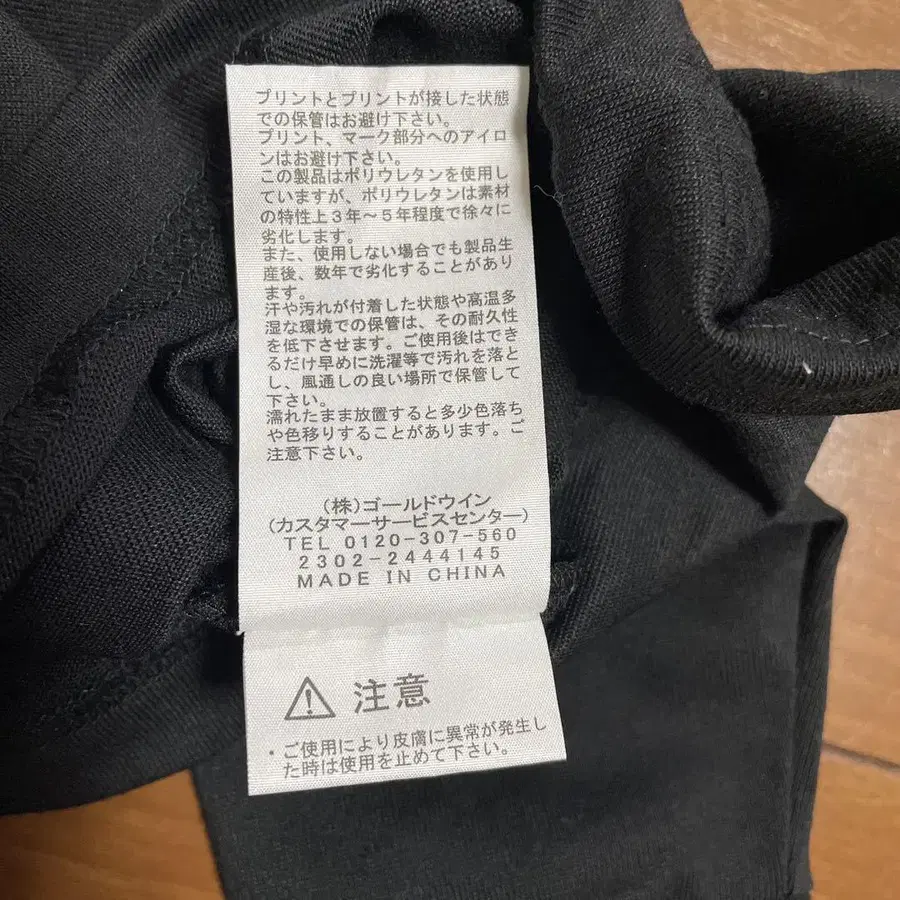 プリントとプリントが接した状態
での保管はお避け下さい。
プリント、マーク部分へのアイロ
ンはお避け下さい。
この製品はポリウレタンを使用し
ていますが、ポリウレタンは素材
の特性上3年～5年程度で徐々に
劣化します。
また、使用しない場合でも製品生
産後、数年で劣化することがあり
ます。
汗や汚れが付着した状態や高温多
湿な環境での保管は、その耐久性
を低下させます。ご使用後はでき
るだけ早めに洗濯等で汚れを落と
し、風通しの良い場所で保管して
下さい。
濡れたまま放置すると多少色落ち
や色移りすることがあります。ご
注意下さい。
(株)ゴールドウイン
(カスタマーサービスセンター)
TEL 0120-307-560
2302-2444145
MADE IN CHINA
注意
・ご使用により皮膚に異常が発生し
た時は使用を止めて下さい。